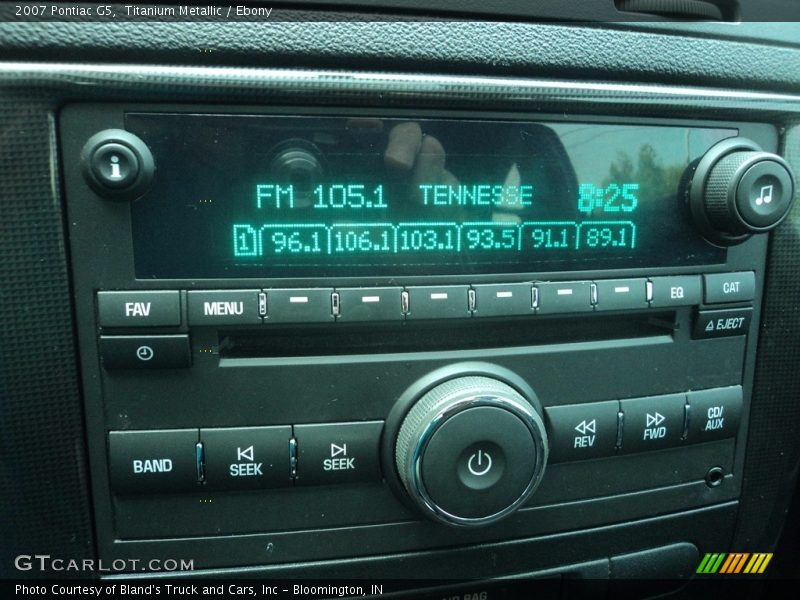 2007 Pontiac G5, Titanium Metallic / Ebony
i
FM 105.1 TENNESSE 8:25
1 96.1 106.1 103.1 93.5 91.1 89.1
FAV MENU EQ CAT
EJECT
BAND SEEK SEEK REV FWD CD/AUX
GTCARLOT.COM
Photo Courtesy of Bland's Truck and Cars, Inc – Bloomington, IN